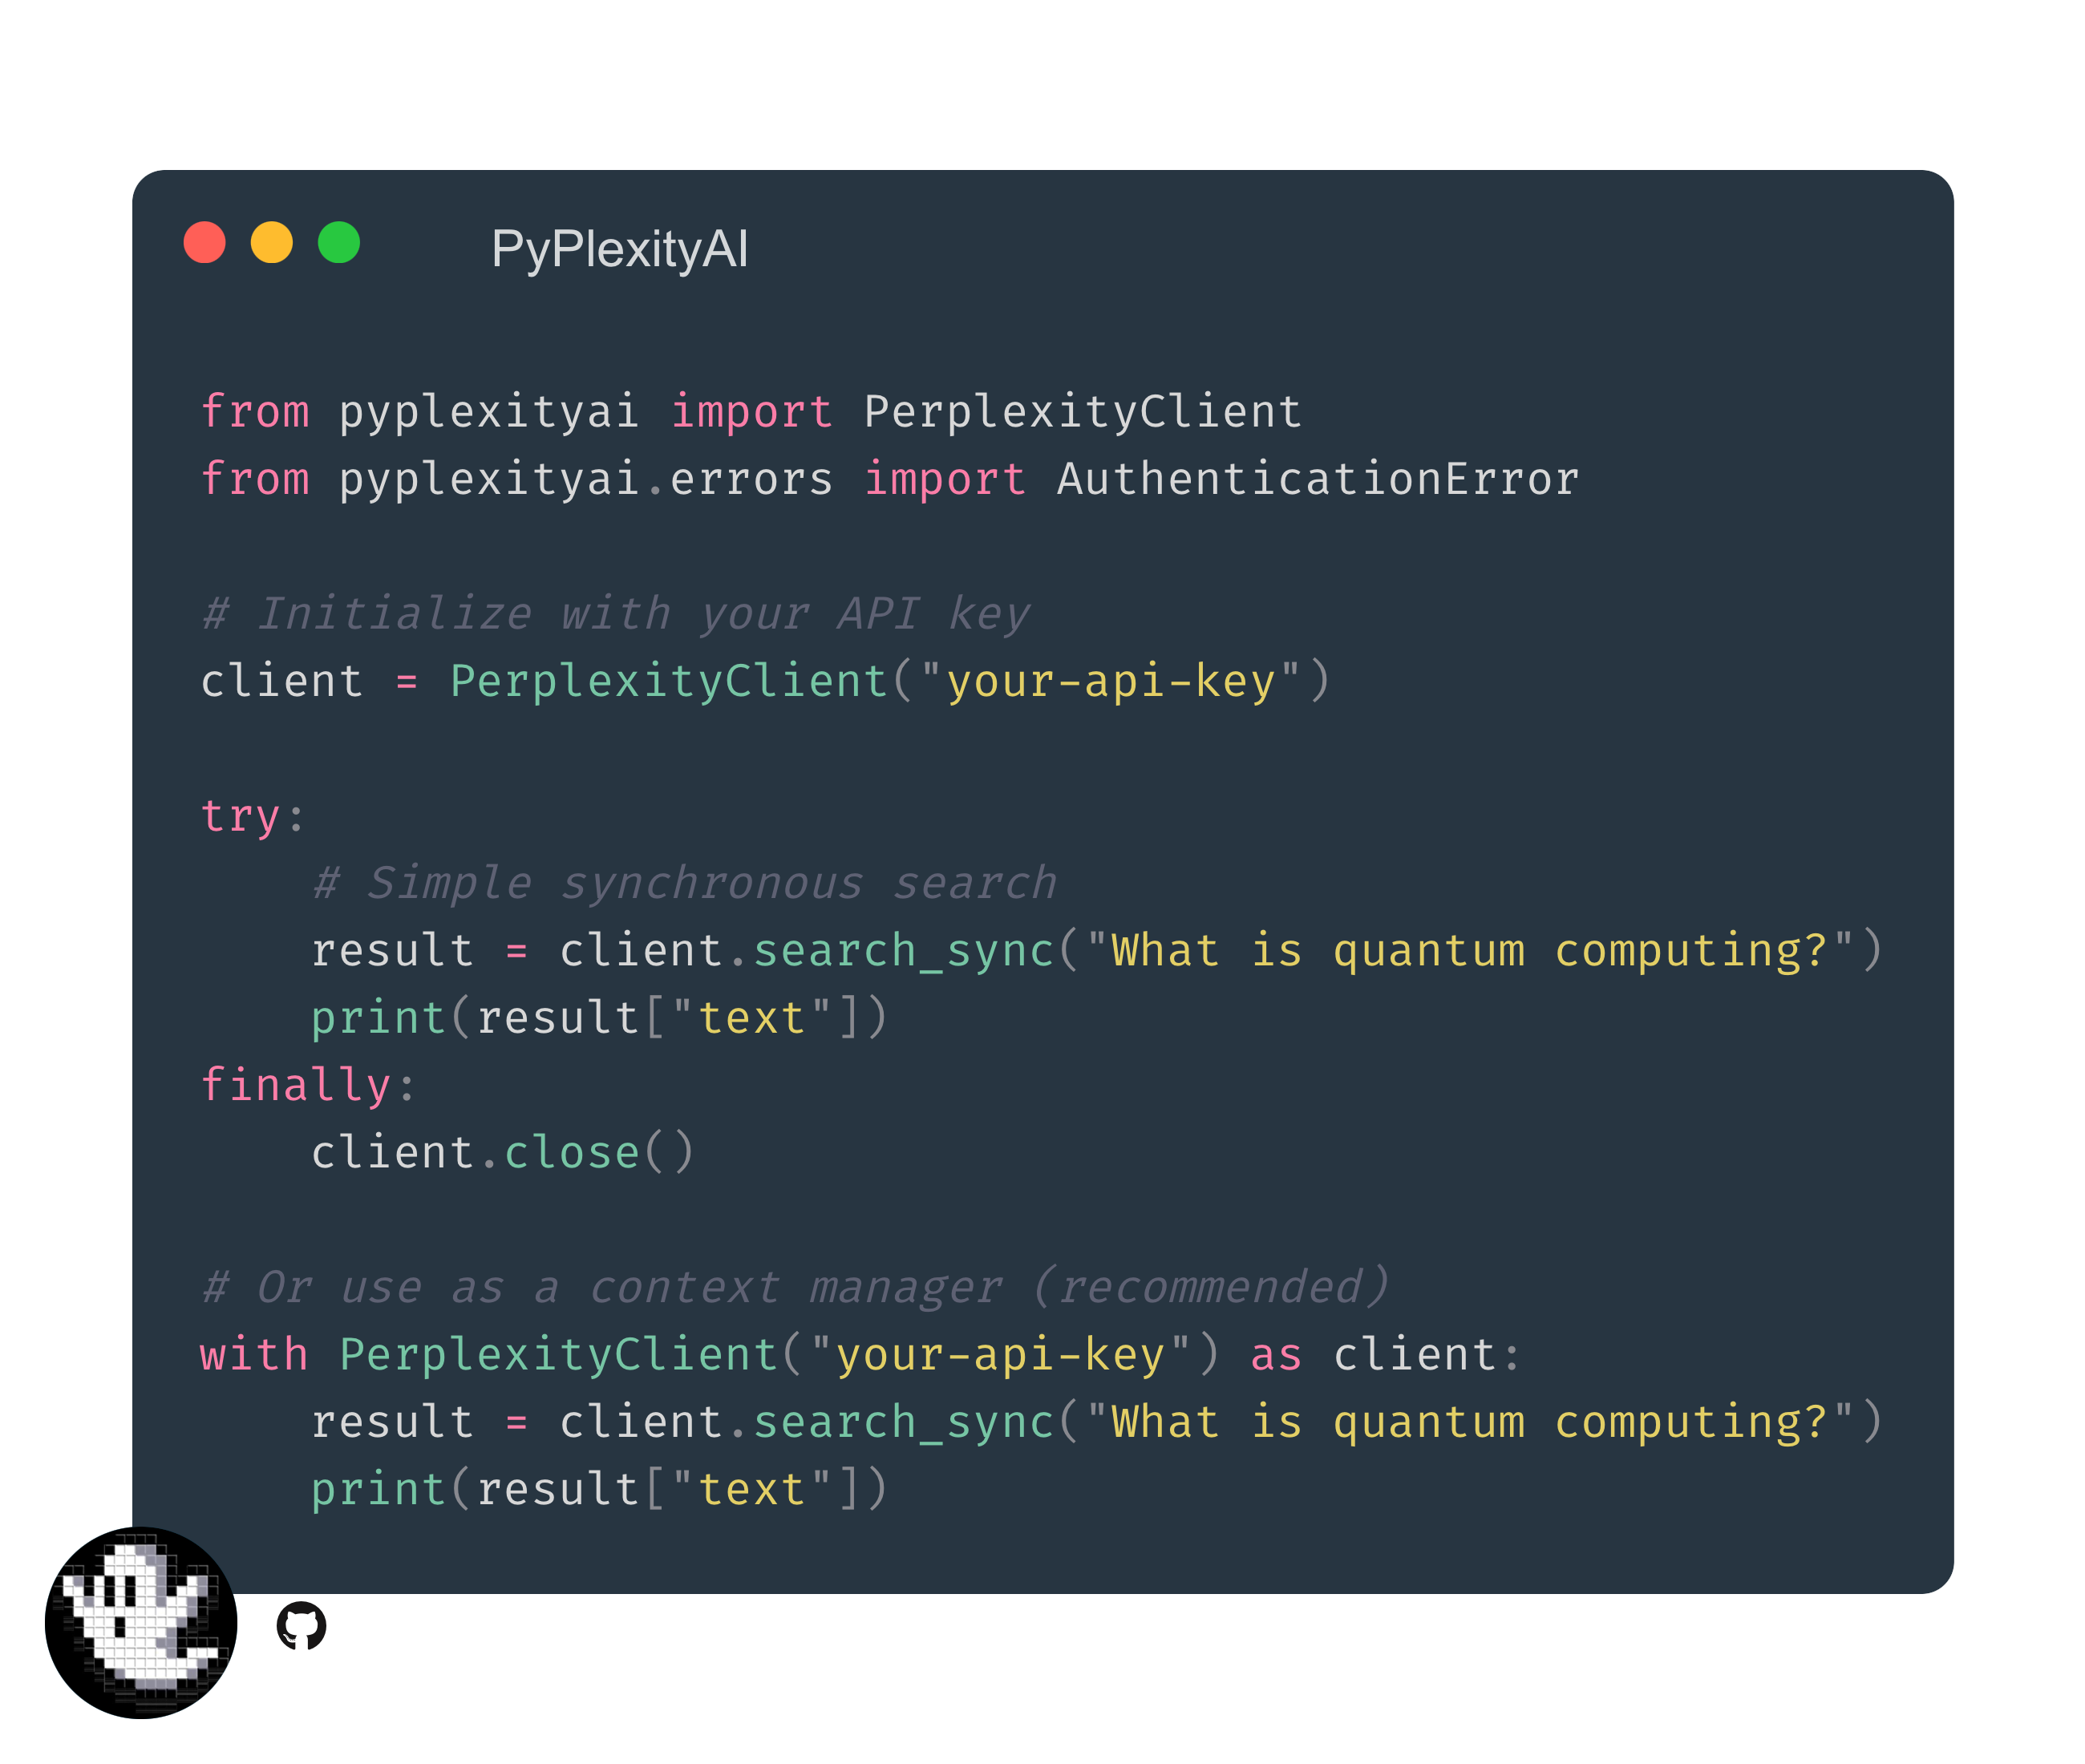 PyPlexityAI
from pyplexityai import PerplexityClient
from pyplexityai.errors import AuthenticationError
# Initialize with your API key
client = PerplexityClient("your-api-key")
try:
    # Simple synchronous search
    result = client.search_sync("What is quantum computing?")
    print(result["text"])
finally:
    client.close()
# Or use as a context manager (recommended)
with PerplexityClient("your-api-key") as client:
    result = client.search_sync("What is quantum computing?")
    print(result["text"])